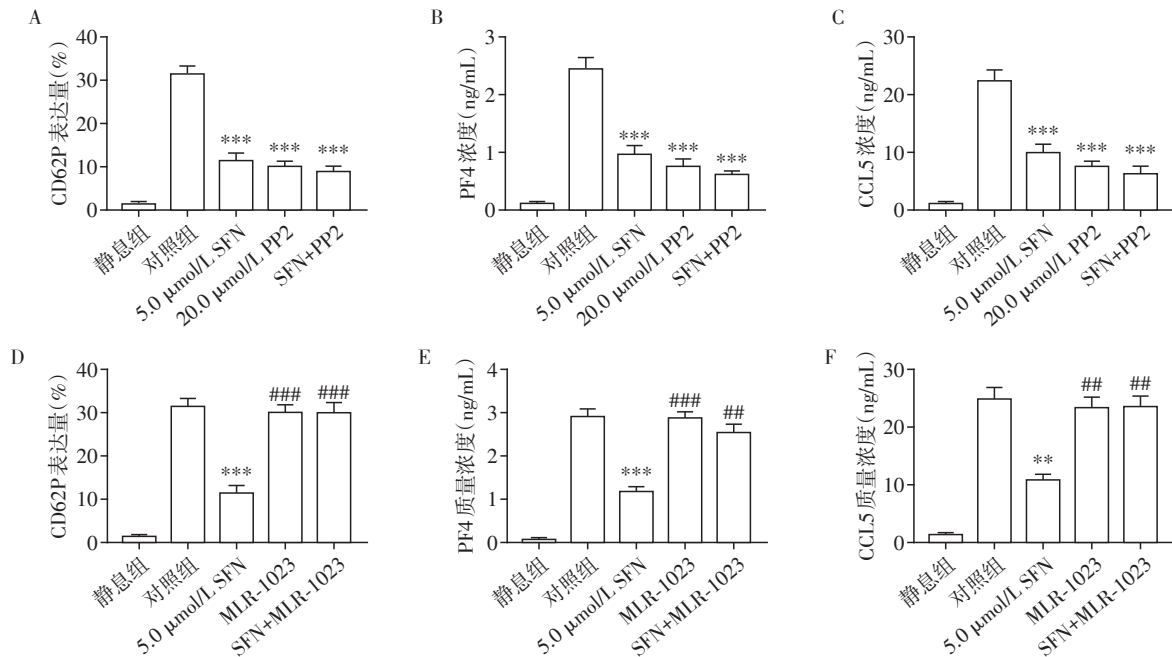 A
CD62P 表达量(%)
40
30
20
10
0
***
***
***
静息组
对照组
5.0 μmol/L SFN
20.0 μmol/L PP2
SFN+PP2
B
PF4 浓度(ng/mL)
3
2
1
0
***
***
***
静息组
对照组
5.0 μmol/L SFN
20.0 μmol/L PP2
SFN+PP2
C
CCL5 浓度(ng/mL)
30
20
10
0
***
***
***
静息组
对照组
5.0 μmol/L SFN
20.0 μmol/L PP2
SFN+PP2
D
CD62P 表达量(%)
40
30
20
10
0
***
###
###
静息组
对照组
5.0 μmol/L SFN
MLR-1023
SFN+MLR-1023
E
PF4 质量浓度(ng/mL)
4
3
2
1
0
***
###
##
静息组
对照组
5.0 μmol/L SFN
MLR-1023
SFN+MLR-1023
F
CCL5 质量浓度(ng/mL)
30
20
10
0
**
##
##
静息组
对照组
5.0 μmol/L SFN
MLR-1023
SFN+MLR-1023